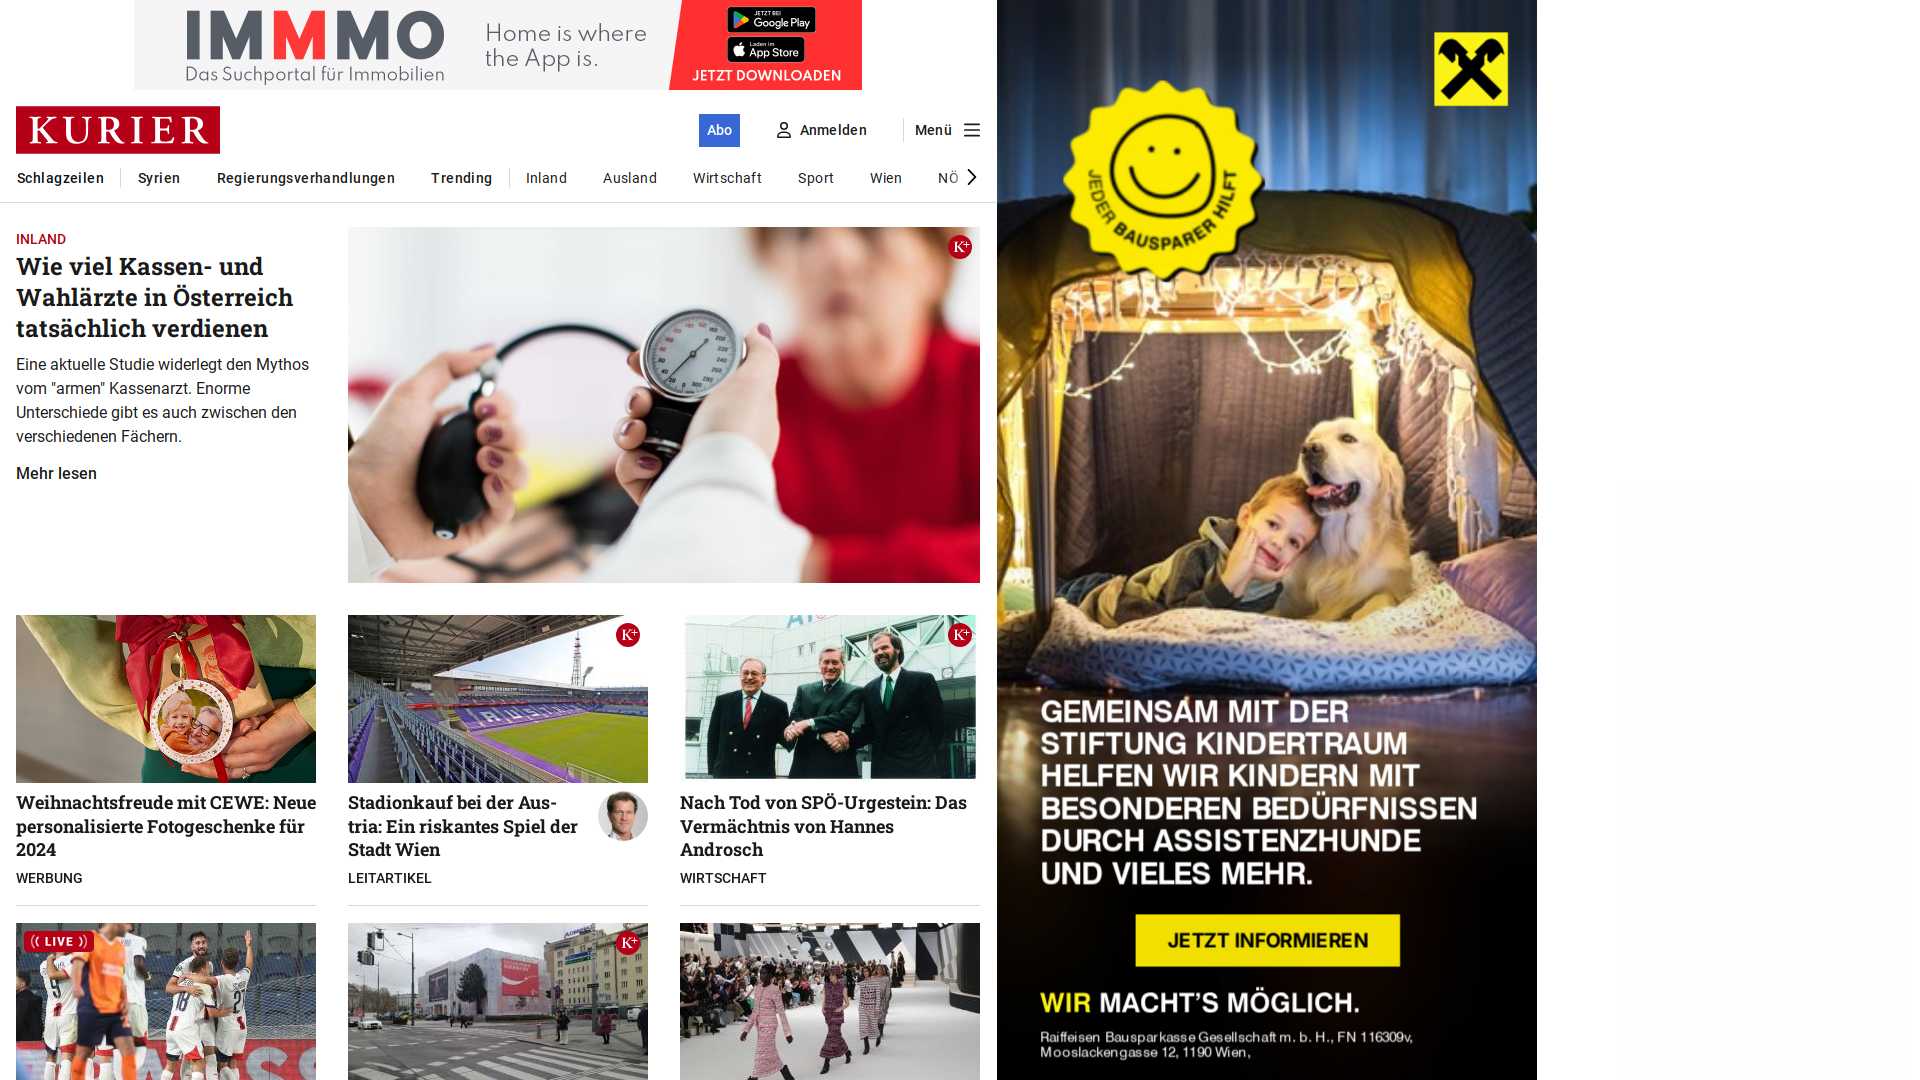 IMMMO
Das Suchportal für Immobilien
Home is where
the App is.
JETZT BEI
Google Play
Laden im
App Store
JETZT DOWNLOADEN
KURIER
Abo
Anmelden
Menü
Schlagzeilen
Syrien
Regierungsverhandlungen
Trending
Inland
Ausland
Wirtschaft
Sport
Wien
NÖ
INLAND
Wie viel Kassen- und
Wahlärzte in Österreich
tatsächlich verdienen
Eine aktuelle Studie widerlegt den Mythos
vom "armen" Kassenarzt. Enorme
Unterschiede gibt es auch zwischen den
verschiedenen Fächern.
Mehr lesen
K+
Weihnachtsfreude mit CEWE: Neue
personalisierte Fotogeschenke für
2024
WERBUNG
K+
Stadionkauf bei der Aus-
tria: Ein riskantes Spiel der
Stadt Wien
LEITARTIKEL
K+
Nach Tod von SPÖ-Urgestein: Das
Vermächtnis von Hannes
Androsch
WIRTSCHAFT
LIVE
K+
JEDER BAUSPARER HILFT
GEMEINSAM MIT DER
STIFTUNG KINDERTRAUM
HELFEN WIR KINDERN MIT
BESONDEREN BEDÜRFNISSEN
DURCH ASSISTENZHUNDE
UND VIELES MEHR.
JETZT INFORMIEREN
WIR MACHT'S MÖGLICH.
Raiffeisen Bausparkasse Gesellschaft m. b. H., FN 116309v,
Mooslackengasse 12, 1190 Wien,